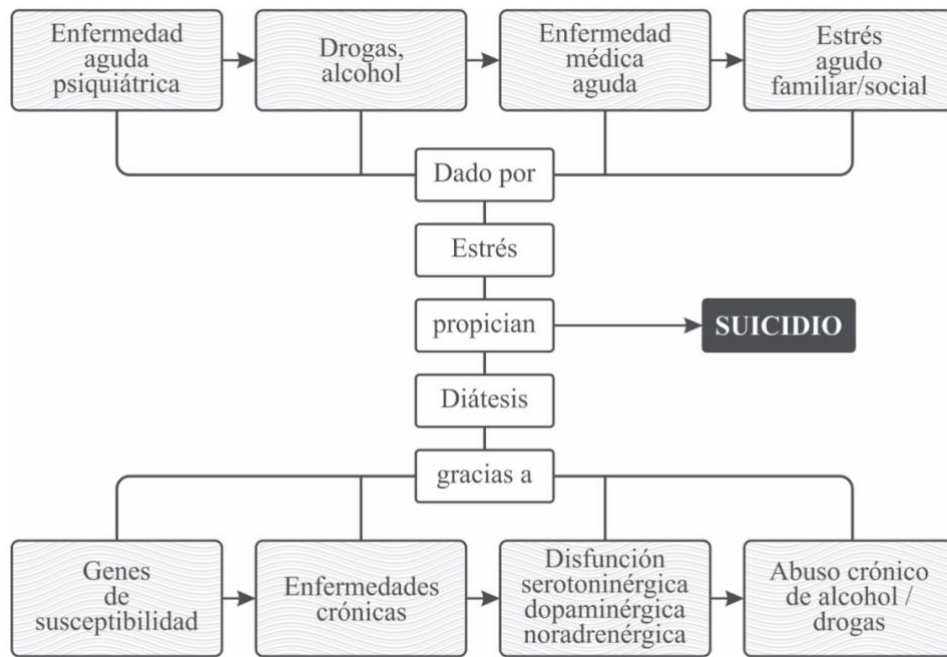 Enfermedad
aguda
psiquiátrica
Drogas,
alcohol
Enfermedad
médica
aguda
Estrés
agudo
familiar/social
Dado por
Estrés
propician
SUICIDIO
Diátesis
gracias a
Genes
de
susceptibilidad
Enfermedades
crónicas
Disfunción
serotoninérgica
dopaminérgica
noradrenérgica
Abuso crónico
de alcohol /
drogas